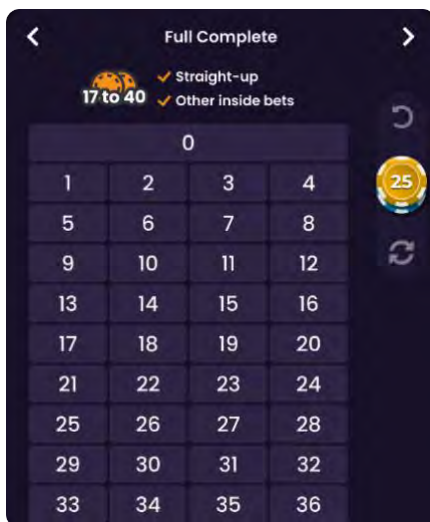 Full Complete
17 to 40
Straight-up
Other inside bets
0
1 2 3 4
25
5 6 7 8
9 10 11 12
13 14 15 16
17 18 19 20
21 22 23 24
25 26 27 28
29 30 31 32
33 34 35 36